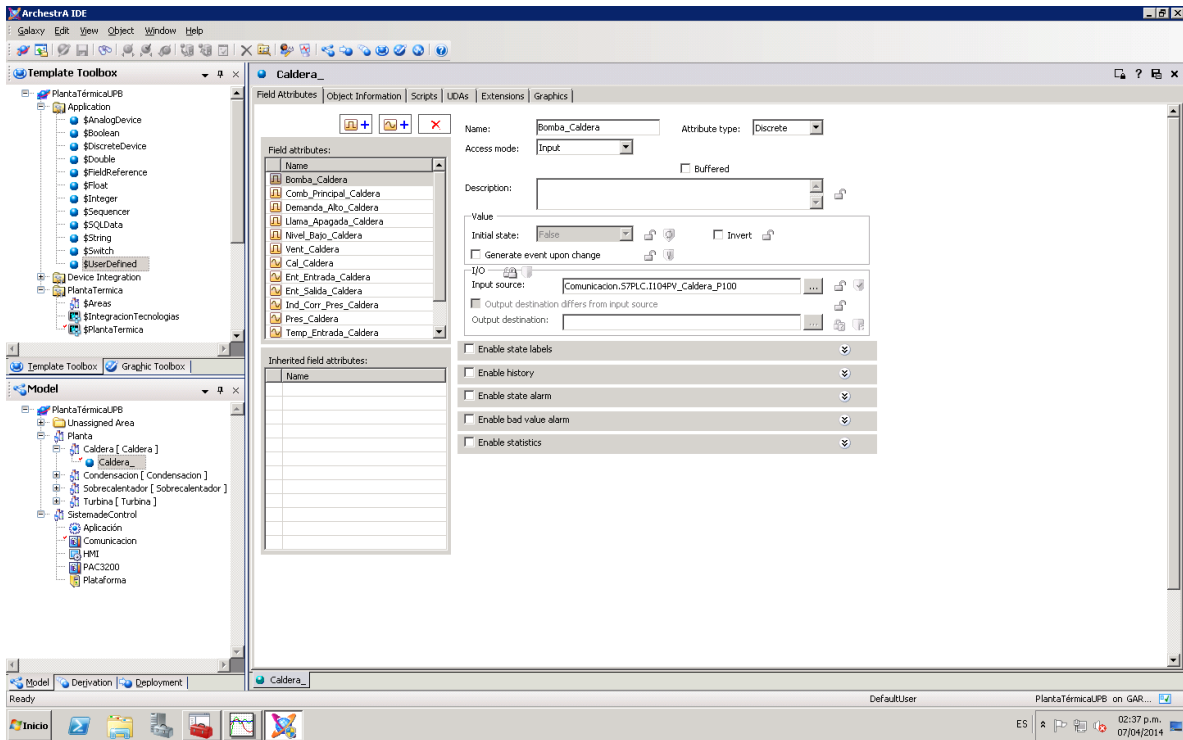 ArchestrA IDE
Galaxy Edit View Object Window Help
Template Toolbox
PlantaTérmicaUPB
Application
$AnalogDevice
$Boolean
$DiscreteDevice
$Double
$FieldReference
$Float
$Integer
$Sequencer
$SQLData
$String
$Switch
$UserDefined
Device Integration
PlantaTermica
$Areas
$IntegracionTecnologias
$PlantaTermica
Template Toolbox Graphic Toolbox
Model
PlantaTérmicaUPB
Unassigned Area
Planta
Caldera [ Caldera ]
Caldera_
Condensacion [ Condensacion ]
Sobrecalentador [ Sobrecalentador ]
Turbina [ Turbina ]
SistemadeControl
Aplicación
Comunicacion
HMI
PAC3200
Plataforma
Model Derivation Deployment
Caldera_
Field Attributes Object Information Scripts UDAs Extensions Graphics
Field attributes:
Name
Bomba_Caldera
Comb_Principal_Caldera
Demanda_Alto_Caldera
Llama_Apagada_Caldera
Nivel_Bajo_Caldera
Vent_Caldera
Cal_Caldera
Ent_Entrada_Caldera
Ent_Salida_Caldera
Ind_Corr_Pres_Caldera
Pres_Caldera
Temp_Entrada_Caldera
Inherited field attributes:
Name
Name: Bomba_Caldera Attribute type: Discrete
Access mode: Input
Buffered
Description:
Value
Initial state: False Invert
Generate event upon change
I/O
Input source: Comunicacion.S7PLC.I104PV_Caldera_P100 ...
Output destination differs from input source
Output destination: ...
Enable state labels
Enable history
Enable state alarm
Enable bad value alarm
Enable statistics
Caldera_
Ready DefaultUser PlantaTérmicaUPB on GAR...
Inicio ES 02:37 p.m.
07/04/2014